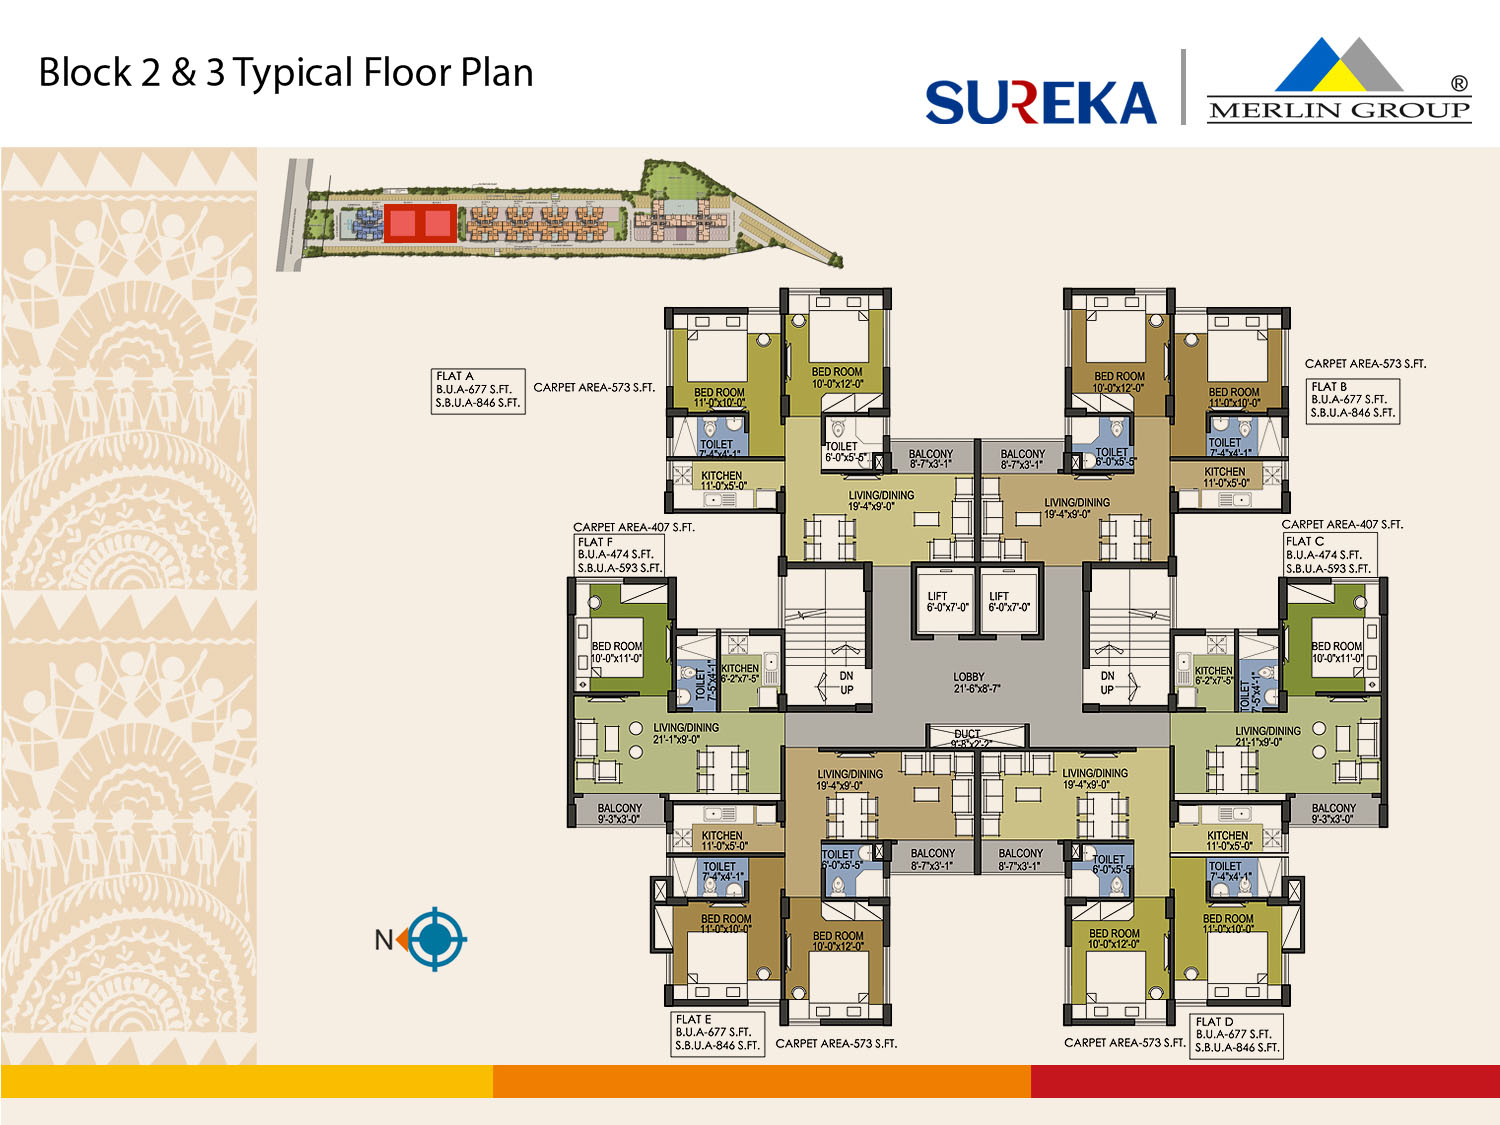 Block 2 & 3 Typical Floor Plan
SUREKA
MERLIN GROUP
®
FLAT A
B.U.A-677 S.FT.
S.B.U.A-846 S.FT.
CARPET AREA-573 S.FT.
BED ROOM
11'-0"x10'-0"
BED ROOM
10'-0"x12'-0"
TOILET
7'-4"x4'-1"
TOILET
6'-0"x5'-5"
KITCHEN
11'-0"x5'-0"
BALCONY
8'-7"x3'-1"
LIVING/DINING
19'-4"x9'-0"
CARPET AREA-573 S.FT.
FLAT B
B.U.A-677 S.FT.
S.B.U.A-846 S.FT.
BED ROOM
10'-0"x12'-0"
BED ROOM
11'-0"x10'-0"
TOILET
6'-0"x5'-5"
TOILET
7'-4"x4'-1"
BALCONY
8'-7"x3'-1"
KITCHEN
11'-0"x5'-0"
LIVING/DINING
19'-4"x9'-0"
CARPET AREA-407 S.FT.
FLAT F
B.U.A-474 S.FT.
S.B.U.A-593 S.FT.
CARPET AREA-407 S.FT.
FLAT C
B.U.A-474 S.FT.
S.B.U.A-593 S.FT.
LIFT
6'-0"x7'-0"
LIFT
6'-0"x7'-0"
BED ROOM
10'-0"x11'-0"
TOILET
7'-5"x4'-1"
KITCHEN
6'-2"x7'-5"
DN
UP
LOBBY
21'-6"x8'-7"
DN
UP
KITCHEN
6'-2"x7'-5"
TOILET
7'-5"x4'-1"
BED ROOM
10'-0"x11'-0"
LIVING/DINING
21'-1"x9'-0"
DUCT
9'-8"x2'-2"
LIVING/DINING
21'-1"x9'-0"
BALCONY
9'-3"x3'-0"
LIVING/DINING
19'-4"x9'-0"
LIVING/DINING
19'-4"x9'-0"
BALCONY
9'-3"x3'-0"
KITCHEN
11'-0"x5'-0"
TOILET
7'-4"x4'-1"
TOILET
6'-0"x5'-5"
BALCONY
8'-7"x3'-1"
BALCONY
8'-7"x3'-1"
TOILET
6'-0"x5'-5"
KITCHEN
11'-0"x5'-0"
TOILET
7'-4"x4'-1"
BED ROOM
11'-0"x10'-0"
BED ROOM
10'-0"x12'-0"
BED ROOM
10'-0"x12'-0"
BED ROOM
11'-0"x10'-0"
N
FLAT E
B.U.A-677 S.FT.
S.B.U.A-846 S.FT.
CARPET AREA-573 S.FT.
CARPET AREA-573 S.FT.
FLAT D
B.U.A-677 S.FT.
S.B.U.A-846 S.FT.